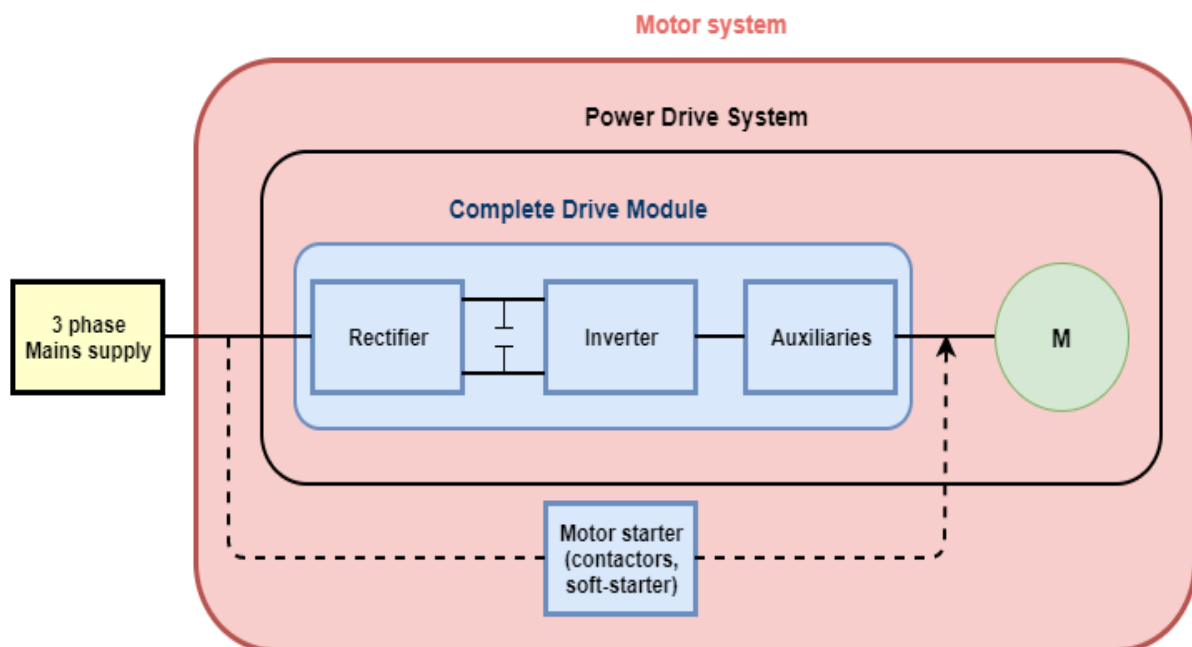 Motor system
Power Drive System
Complete Drive Module
3 phase
Mains supply
Rectifier
Inverter
Auxiliaries
M
Motor starter
(contactors,
soft-starter)